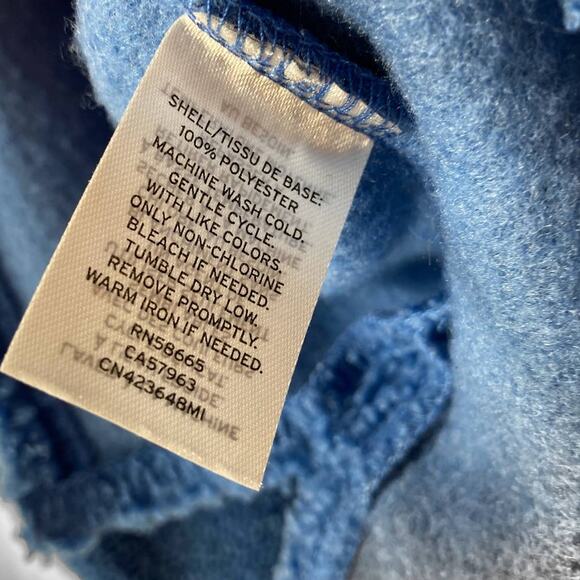 SHELL/TISSU DE BASE:
100% POLYESTER
MACHINE WASH COLD.
GENTLE CYCLE.
WITH LIKE COLORS.
ONLY NON-CHLORINE
BLEACH IF NEEDED.
TUMBLE DRY LOW.
REMOVE PROMPTLY.
WARM IRON IF NEEDED.
RN58665
CA57963
CN423648MI